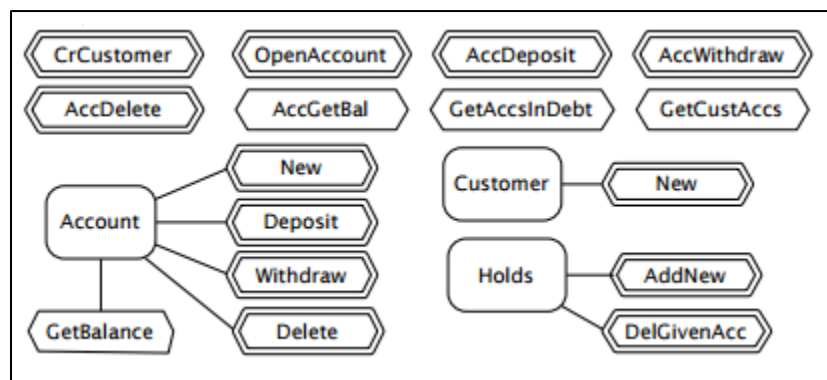 CrCustomer OpenAccount AccDeposit AccWithdraw
AccDelete AccGetBal GetAccsInDebt GetCustAccs
New
Account
Deposit
Withdraw
GetBalance
Delete
Customer
New
Holds
AddNew
DelGivenAcc